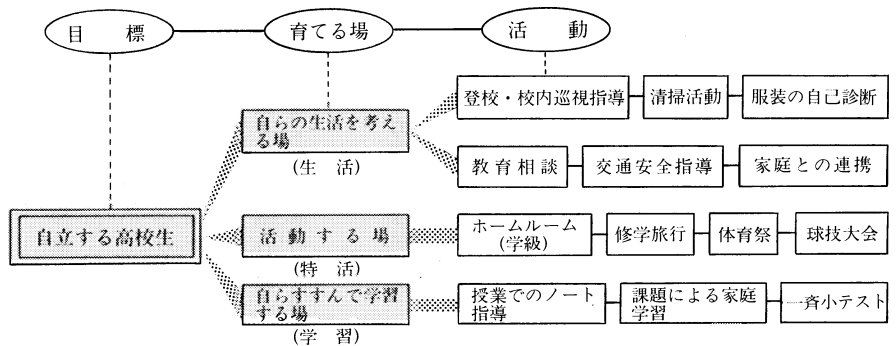 目標
育てる場
活動
登校・校内巡視指導
清掃活動
服装の自己診断
自らの生活を考え
る場
(生活)
教育相談
交通安全指導
家庭との連携
自立する高校生
活動する場
(特活)
ホームルーム
(学級)
修学旅行
体育祭
球技大会
自らすすんで学習
する場
(学習)
授業でのノート
指導
課題による家庭
学習
一斉小テスト